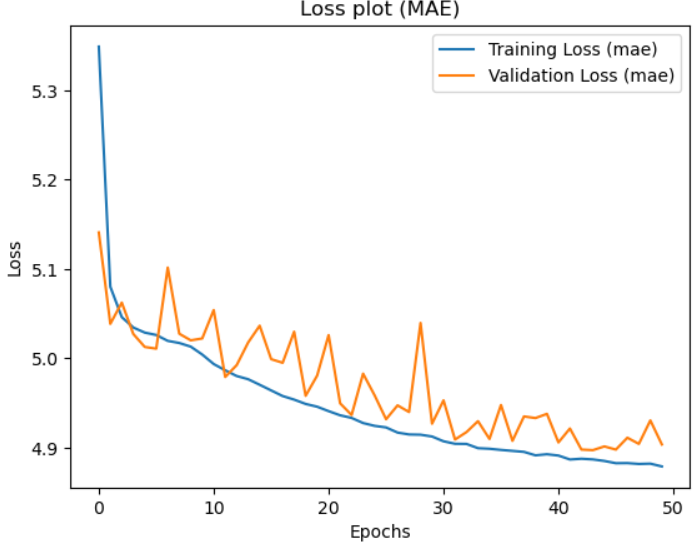 Loss plot (MAE)
Training Loss (mae)
Validation Loss (mae)
5.3
5.2
5.1
5.0
4.9
Loss
0 10 20 30 40 50
Epochs